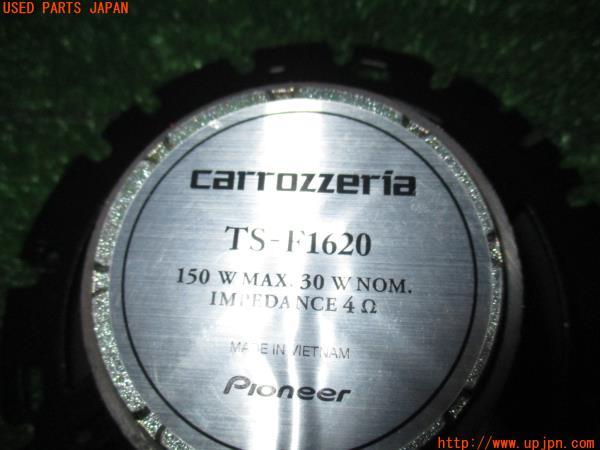 USED PARTS JAPAN
carrozzeria
TS-F1620
150 W MAX. 30 W NOM.
IMPEDANCE 4 Ω
MADE IN VIETNAM
Pioneer
http://www.upjpn.com/